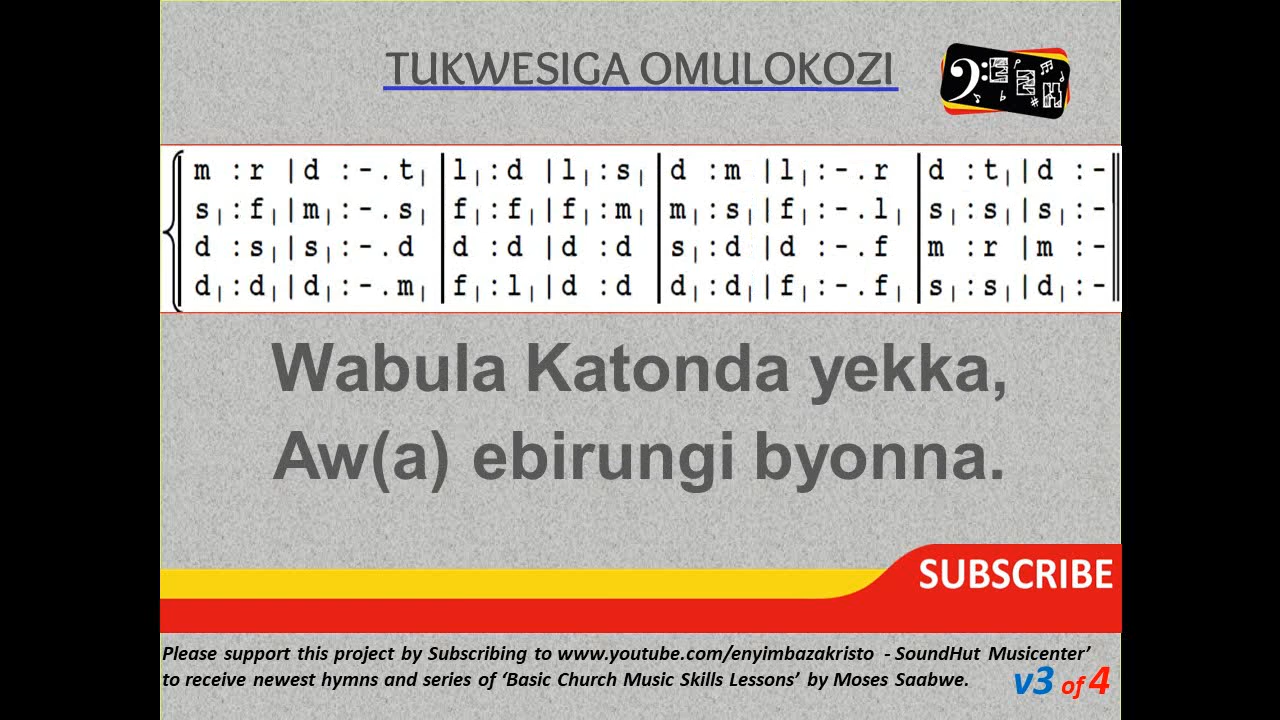 TUKWESIGA OMULOKOZI
m :r |d :-.t| l|:d |l|:s| d :m |l|:-.r d :t||d :-
s|:f||m|:-.s| f|:f||f|:m| m|:s||f|:-.l| s|:s||s|:-
d :s||s|:-.d d :d |d :d s|:d |d :-.f m :r |m :-
d|:d||d|:-.m| f|:l||d :d d|:d||f|:-.f| s|:s||d|:-
Wabula Katonda yekka,
Aw(a) ebirungi byonna.
SUBSCRIBE
Please support this project by Subscribing to www.youtube.com/enyimbazakristo - SoundHut Musicenter’
to receive newest hymns and series of ‘Basic Church Music Skills Lessons’ by Moses Saabwe.
v3 of 4